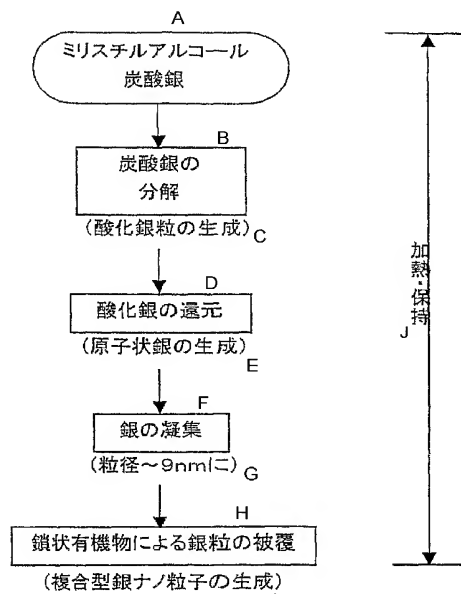 A
ミリスチルアルコール
炭酸銀
B
炭酸銀の
分解
(酸化銀粒の生成)
C
D
酸化銀の還元
(原子状銀の生成)
E
F
銀の凝集
(粒径～9nmに)
G
H
鎖状有機物による銀粒の被覆
(複合型銀ナノ粒子の生成)
加熱・保持
J